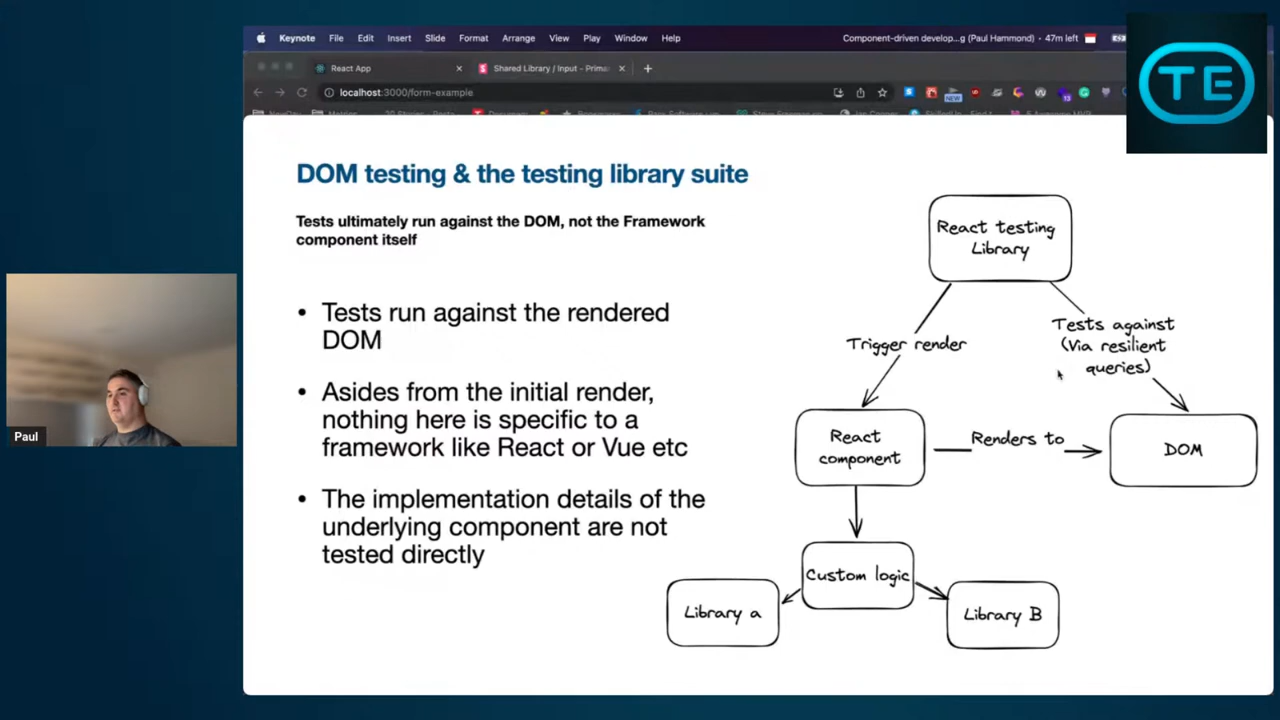 Keynote File Edit Insert Slide Format Arrange View Play Window Help Component-driven develop...g (Paul Hammond) • 47m left
React App Shared Library / Input - Prima
localhost:3000/form-example
NEW
TE
DOM testing & the testing library suite
Tests ultimately run against the DOM, not the Framework
component itself
• Tests run against the rendered
DOM
• Asides from the initial render,
nothing here is specific to a
framework like React or Vue etc
• The implementation details of the
underlying component are not
tested directly
React testing
Library
Trigger render
Tests against
(Via resilient
queries)
React
component
Renders to
DOM
Custom logic
Library a
Library B
Paul